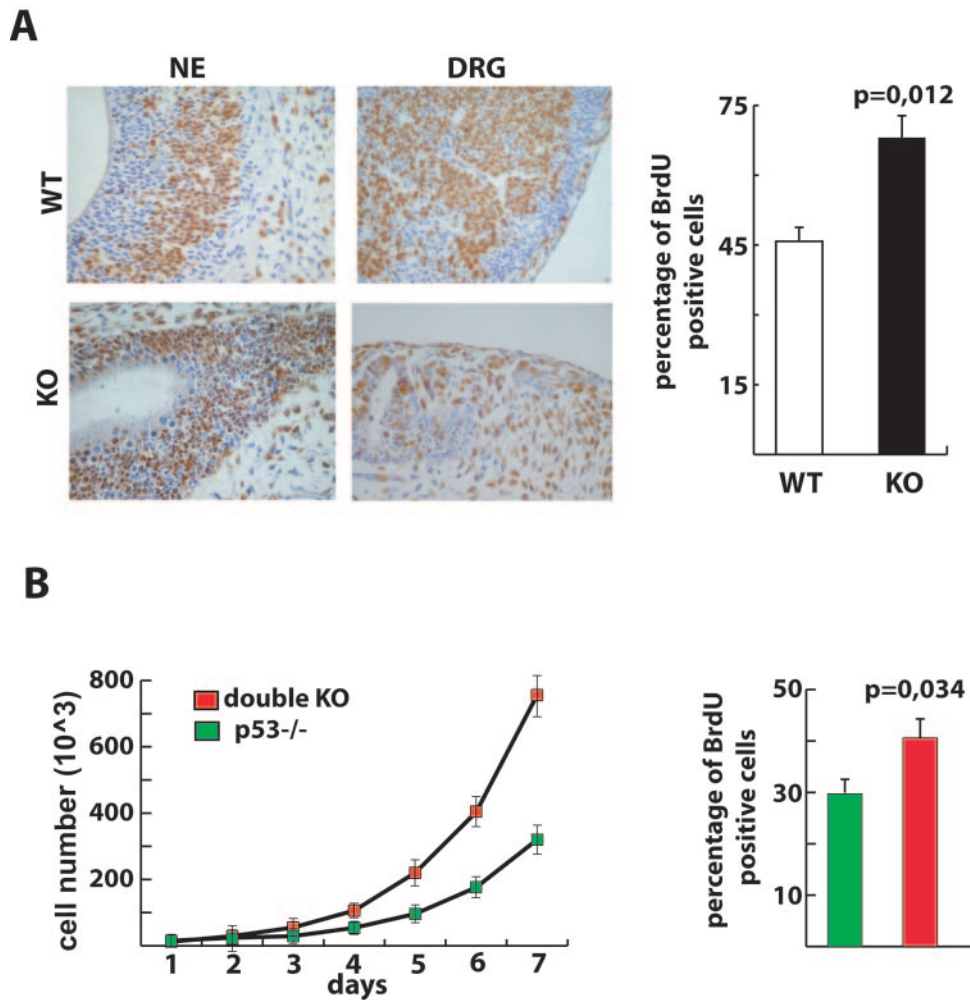 A
NE
DRG
WT
KO
percentage of BrdU
positive cells
75
45
15
p=0,012
WT
KO
B
cell number (10^3)
800
600
400
200
double KO
p53-/-
1 2 3 4 5 6 7
days
percentage of BrdU
positive cells
50
30
10
p=0,034